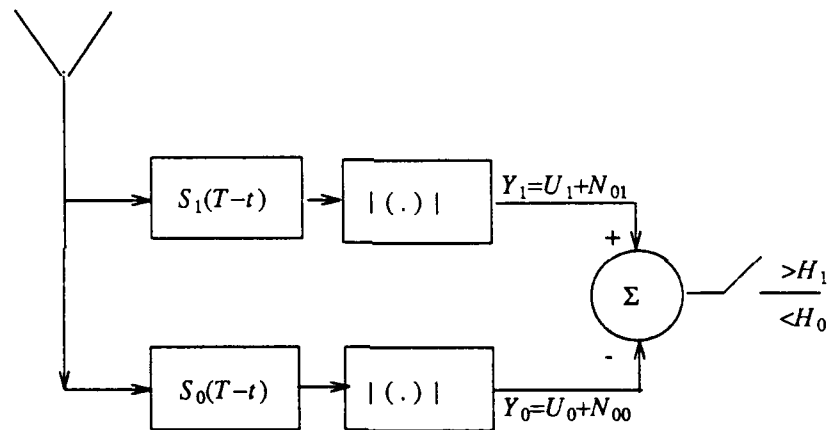 S₁(T−t)
| (.) |
Y₁=U₁+N₀₁
+
Σ
>H₁
<H₀
-
S₀(T−t)
| (.) |
Y₀=U₀+N₀₀